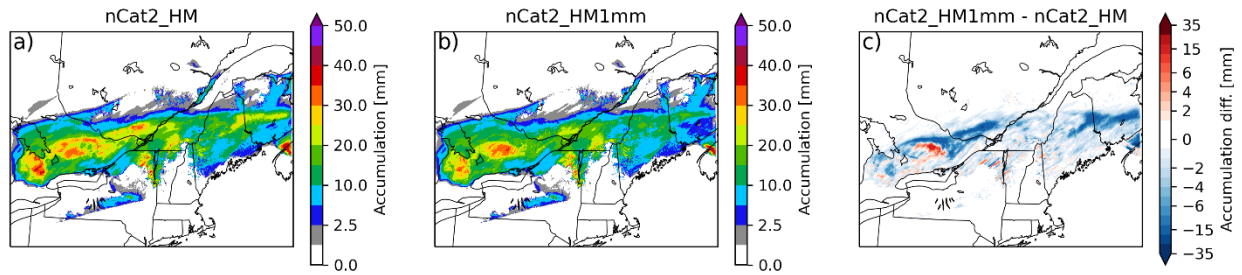 nCat2_HM
a)
50.0
40.0
30.0
20.0
10.0
2.5
0.0
Accumulation [mm]
nCat2_HM1mm
b)
50.0
40.0
30.0
20.0
10.0
2.5
0.0
Accumulation [mm]
nCat2_HM1mm - nCat2_HM
c)
35
15
6
4
2
0
−2
−4
−6
−15
−35
Accumulation diff. [mm]